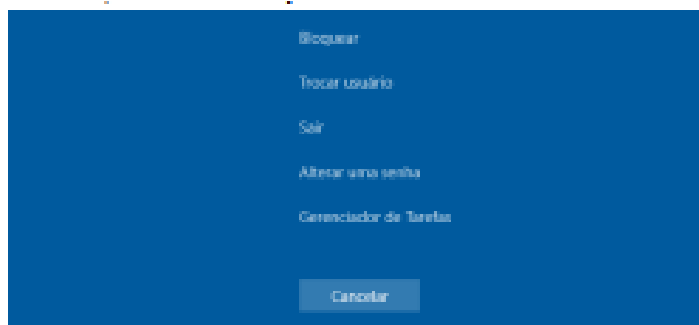 Bloquear
Trocar usuário
Sair
Alterar uma senha
Gerenciador de Tarefas
Cancelar